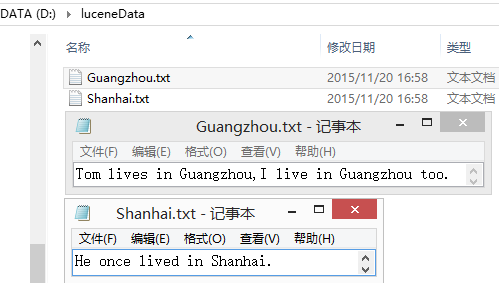 DATA (D:) ▸ luceneData
名称 修改日期 类型
Guangzhou.txt 2015/11/20 16:58 文本文档
Shanhai.txt 2015/11/20 16:58 文本文档
Guangzhou.txt - 记事本
文件(F) 编辑(E) 格式(O) 查看(V) 帮助(H)
Tom lives in Guangzhou,I live in Guangzhou too.
Shanhai.txt - 记事本
文件(F) 编辑(E) 格式(O) 查看(V) 帮助(H)
He once lived in Shanhai.